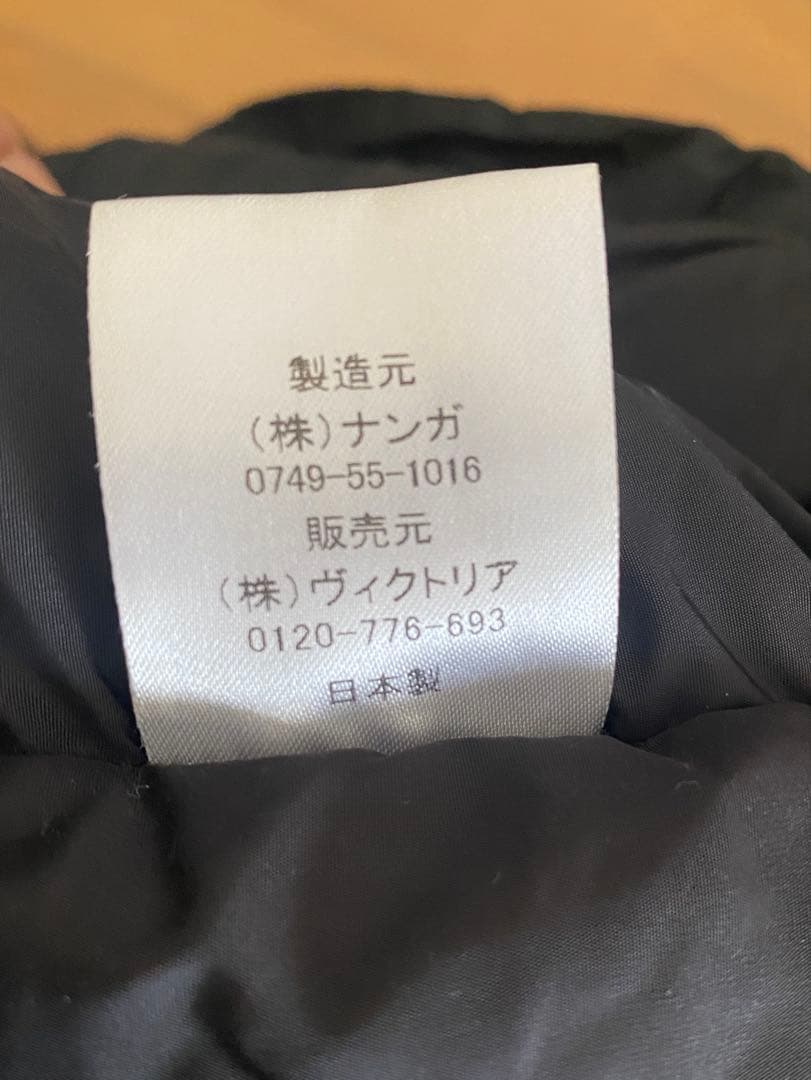 製造元
(株)ナンガ
0749-55-1016
販売元
(株)ヴィクトリア
0120-776-693
日本製